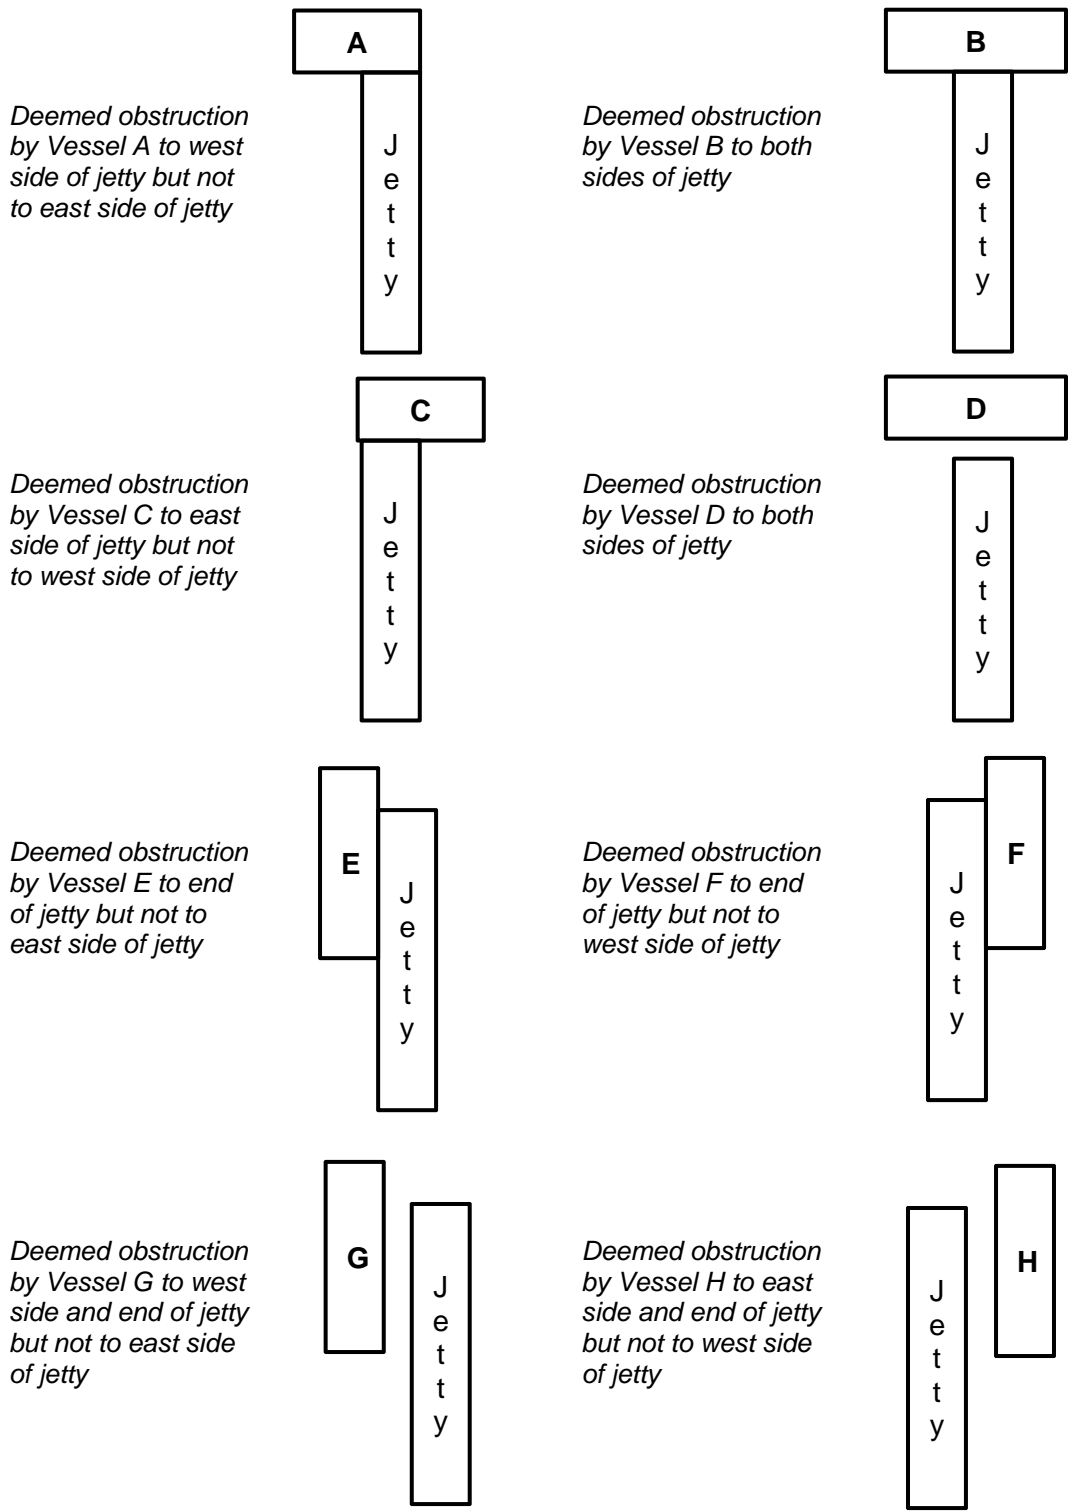 A
Deemed obstruction
by Vessel A to west
side of jetty but not
to east side of jetty
J
e
t
t
y
B
Deemed obstruction
by Vessel B to both
sides of jetty
J
e
t
t
y
C
Deemed obstruction
by Vessel C to east
side of jetty but not
to west side of jetty
J
e
t
t
y
D
Deemed obstruction
by Vessel D to both
sides of jetty
J
e
t
t
y
E
Deemed obstruction
by Vessel E to end
of jetty but not to
east side of jetty
J
e
t
t
y
F
Deemed obstruction
by Vessel F to end
of jetty but not to
west side of jetty
J
e
t
t
y
G
Deemed obstruction
by Vessel G to west
side and end of jetty
but not to east side
of jetty
J
e
t
t
y
H
Deemed obstruction
by Vessel H to east
side and end of jetty
but not to west side
of jetty
J
e
t
t
y